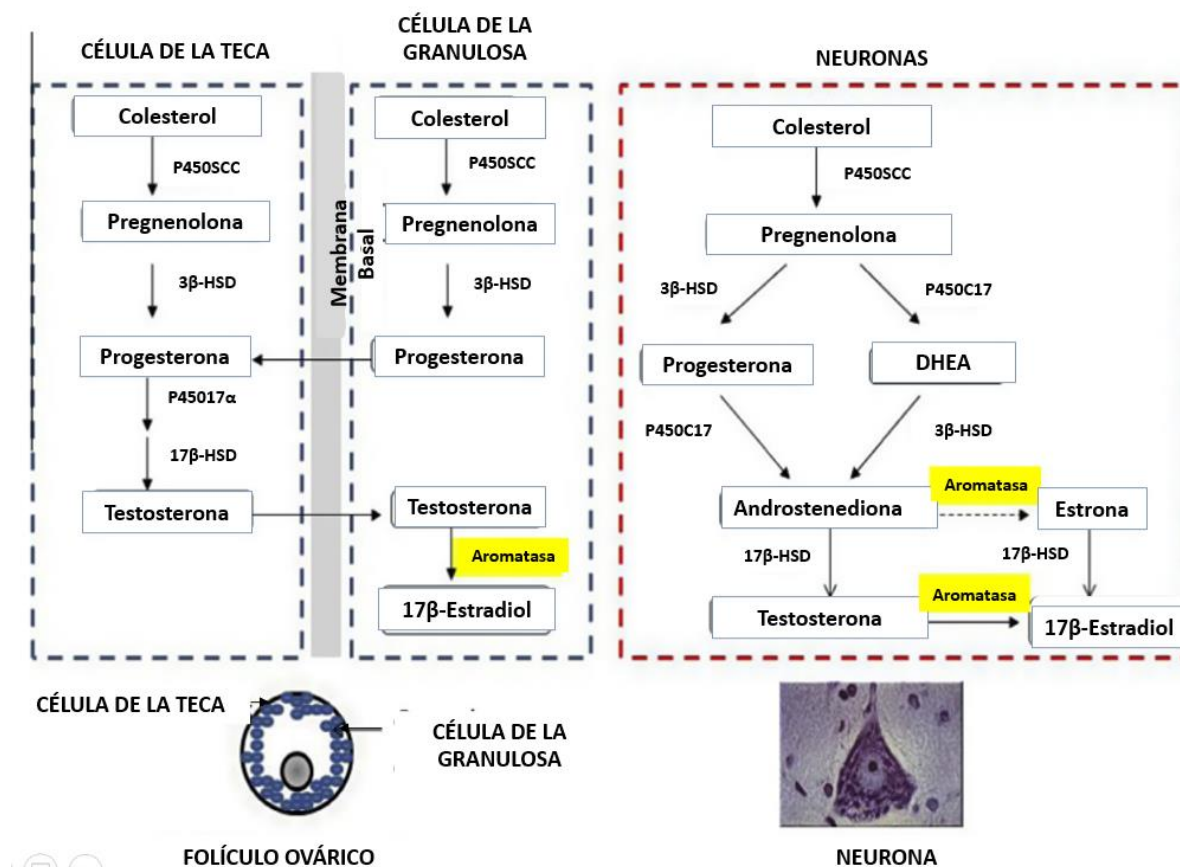 CÉLULA DE LA TECA
Colesterol
P450SCC
Pregnenolona
3β-HSD
Progesterona
P45017α
17β-HSD
Testosterona
Membrana
Basal
CÉLULA DE LA
GRANULOSA
Colesterol
P450SCC
Pregnenolona
3β-HSD
Progesterona
Testosterona
Aromatasa
17β-Estradiol
NEURONAS
Colesterol
P450SCC
Pregnenolona
3β-HSD
P450C17
Progesterona
DHEA
P450C17
3β-HSD
Androstenediona
Aromatasa
Estrona
17β-HSD
17β-HSD
Testosterona
Aromatasa
17β-Estradiol
CÉLULA DE LA TECA
CÉLULA DE LA
GRANULOSA
FOLÍCULO OVÁRICO
NEURONA